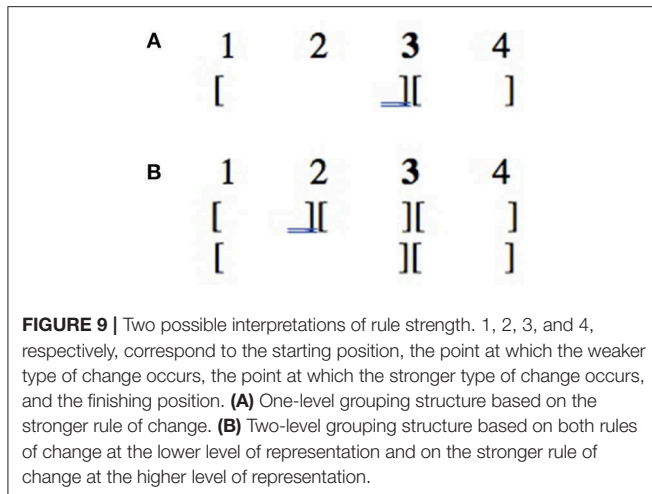 A 1 2 3 4
[ ][ ]
B 1 2 3 4
[ ][ ][ ]
[ ][ ]
FIGURE 9 | Two possible interpretations of rule strength. 1, 2, 3, and 4,
respectively, correspond to the starting position, the point at which the weaker
type of change occurs, the point at which the stronger type of change occurs,
and the finishing position. (A) One-level grouping structure based on the
stronger rule of change. (B) Two-level grouping structure based on both rules
of change at the lower level of representation and on the stronger rule of
change at the higher level of representation.